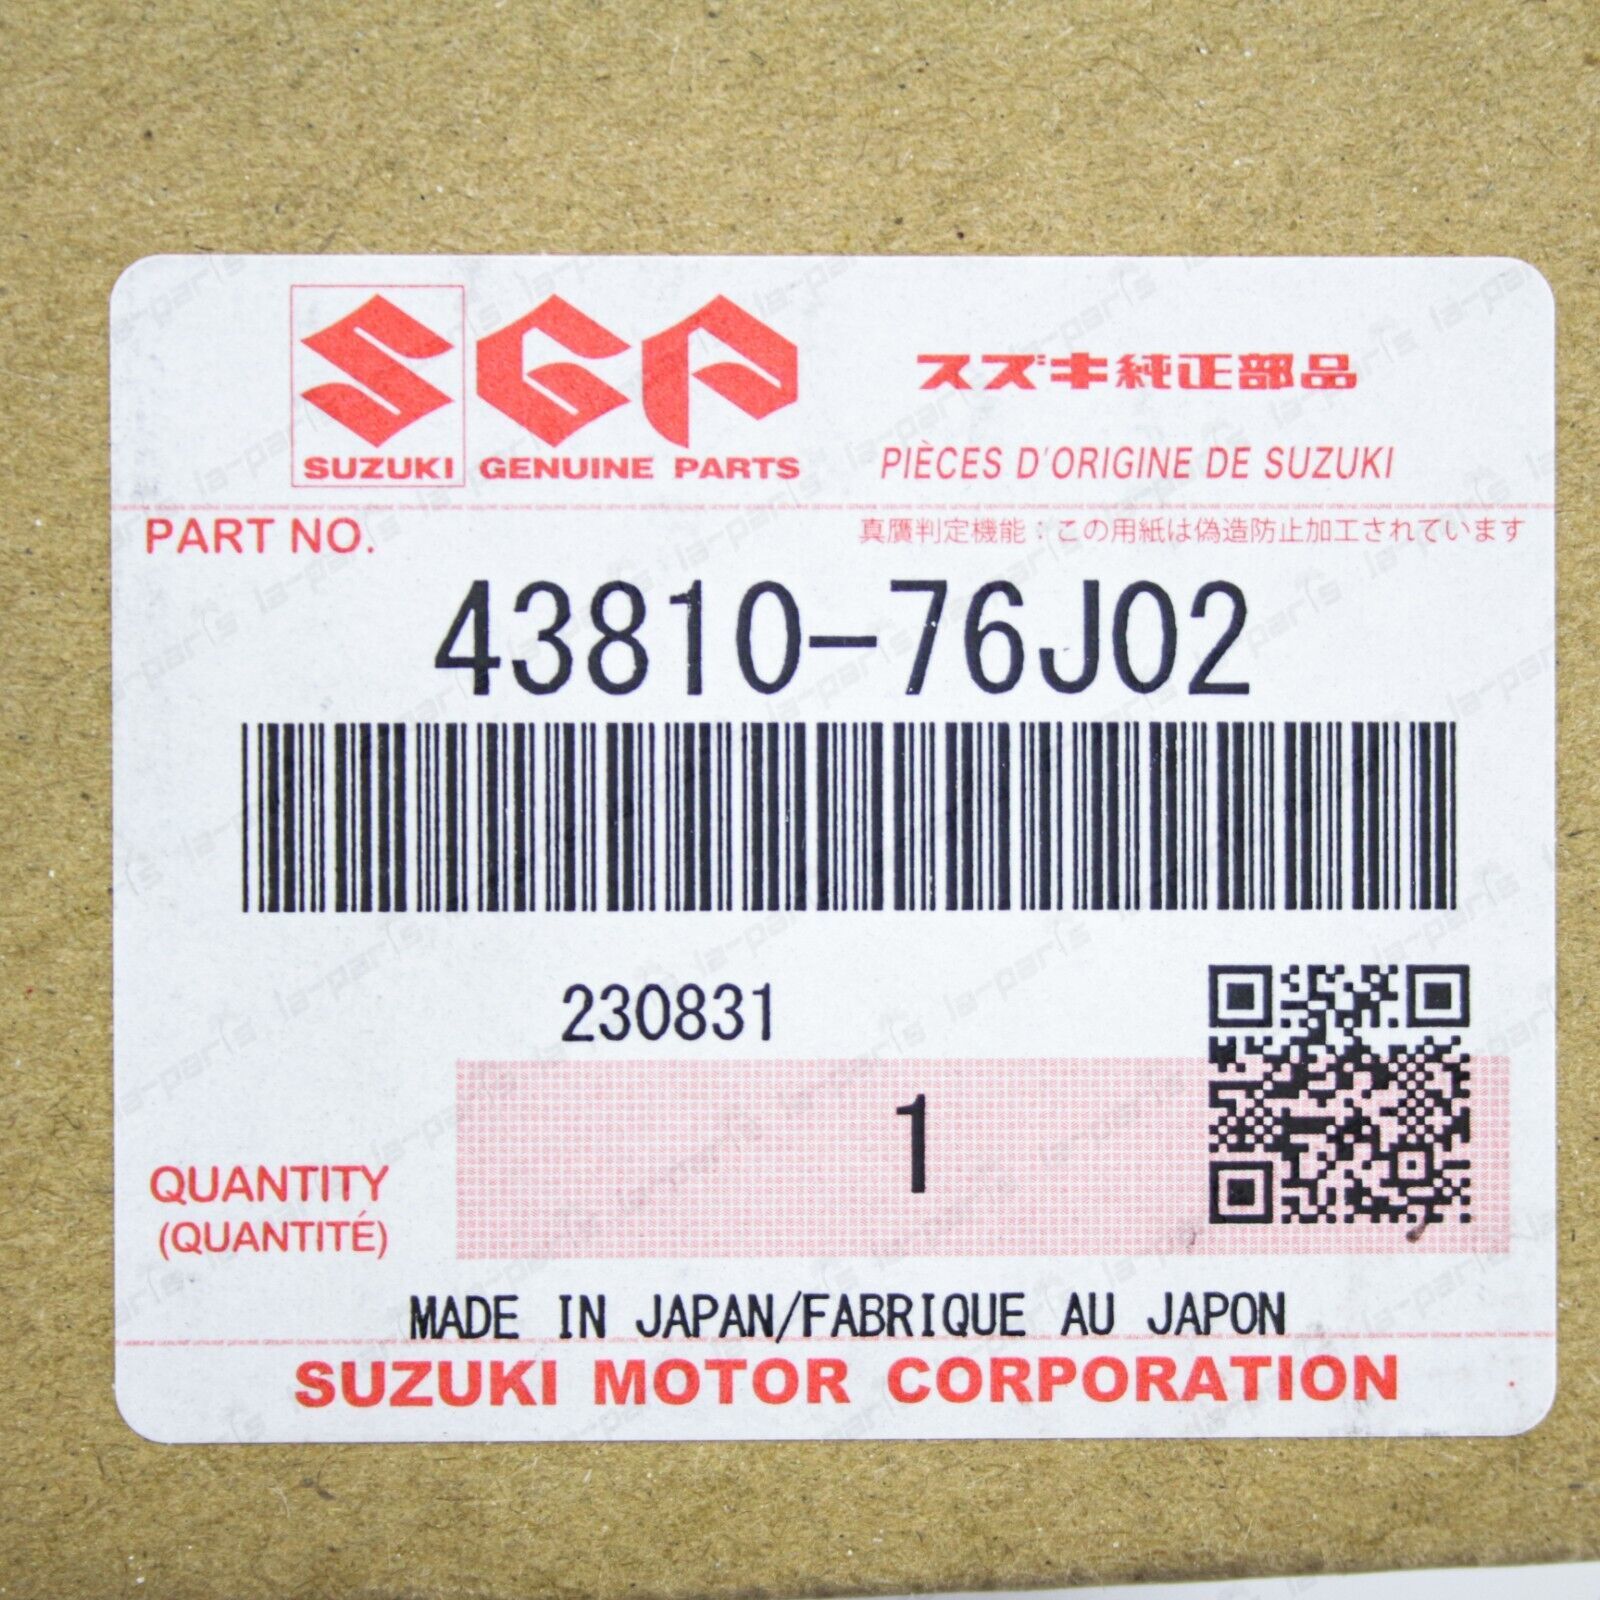 SGP
スズキ純正部品
SUZUKI GENUINE PARTS
PIÈCES D'ORIGINE DE SUZUKI
PART NO.
真贋判定機能：この用紙は偽造防止加工されています
43810-76J02
230831
1
QUANTITY
(QUANTITÉ)
MADE IN JAPAN/FABRIQUE AU JAPON
SUZUKI MOTOR CORPORATION
la-paris